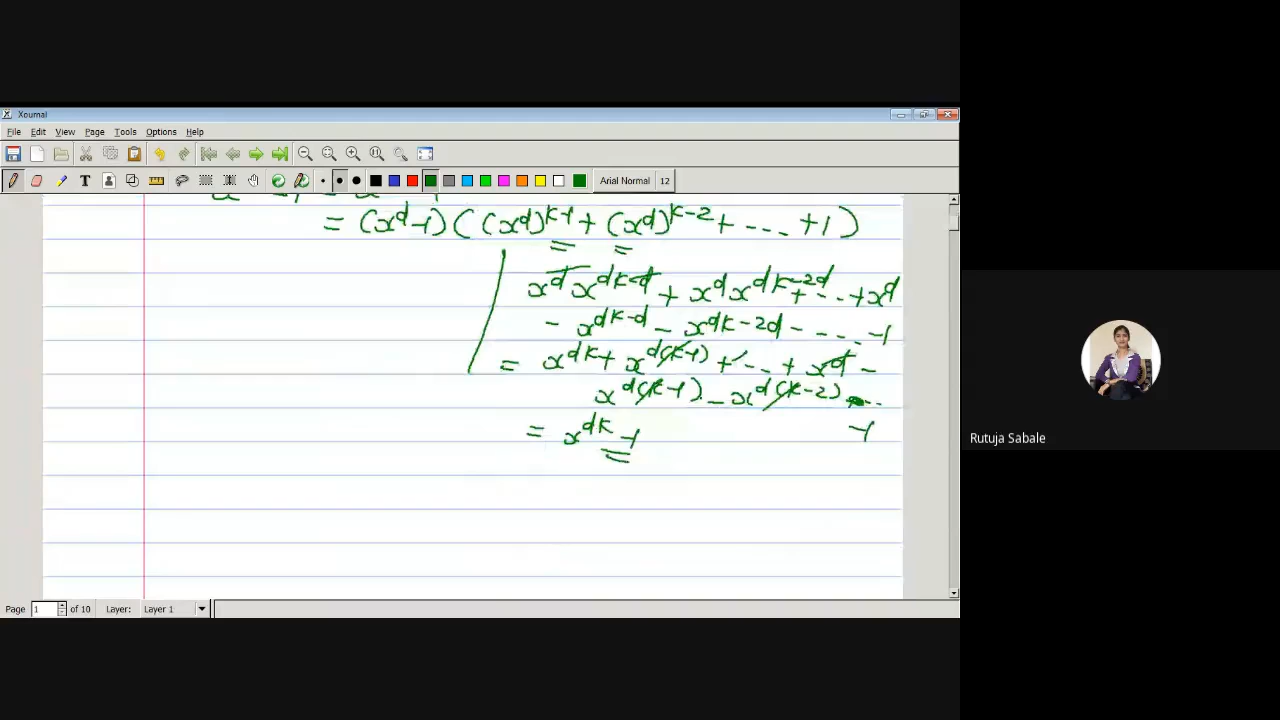 Xournal
File Edit View Page Tools Options Help
T Arial Normal 12
= (x^d-1) ( (x^d)^{k-1} + (x^d)^{k-2} + ... +1)
x^d x^{dk-d} + x^d x^{dk-2d} + ... + x^d
- x^{dk-d} - x^{dk-2d} - ... -1
= x^{dk} + x^{d(k-1)} + ... + x^d -
x^{d(k-1)} - x^{d(k-2)} ...
-1
= x^{dk} -1
Rutuja Sabale
Page 1 of 10 Layer: Layer 1